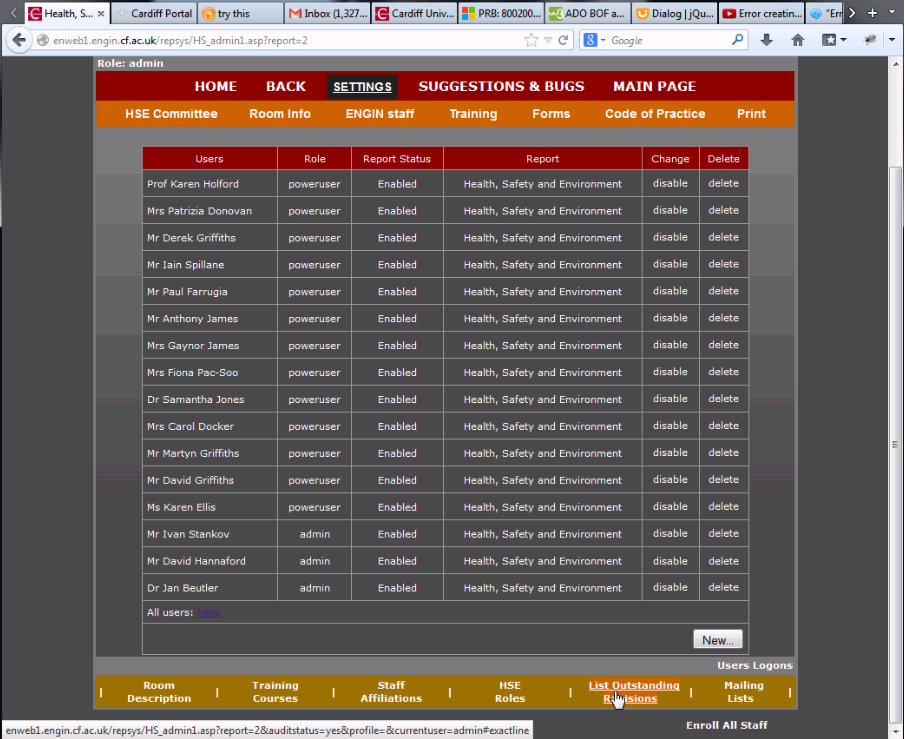 Health, S... × Cardiff Portal try this Inbox (1,327... Cardiff Univ... PRB: 800200... ADO BOF a... Dialog | jQu... Error creatin... "Err
enweb1.engin.cf.ac.uk/repsys/HS_admin1.asp?report=2 Google
Role: admin
HOME BACK SETTINGS SUGGESTIONS & BUGS MAIN PAGE
HSE Committee Room Info ENGIN staff Training Forms Code of Practice Print
Users Role Report Status Report Change Delete
Prof Karen Holford poweruser Enabled Health, Safety and Environment disable delete
Mrs Patrizia Donovan poweruser Enabled Health, Safety and Environment disable delete
Mr Derek Griffiths poweruser Enabled Health, Safety and Environment disable delete
Mr Iain Spillane poweruser Enabled Health, Safety and Environment disable delete
Mr Paul Farrugia poweruser Enabled Health, Safety and Environment disable delete
Mr Anthony James poweruser Enabled Health, Safety and Environment disable delete
Mrs Gaynor James poweruser Enabled Health, Safety and Environment disable delete
Mrs Fiona Pac-Soo poweruser Enabled Health, Safety and Environment disable delete
Dr Samantha Jones poweruser Enabled Health, Safety and Environment disable delete
Mrs Carol Docker poweruser Enabled Health, Safety and Environment disable delete
Mr Martyn Griffiths poweruser Enabled Health, Safety and Environment disable delete
Mr David Griffiths poweruser Enabled Health, Safety and Environment disable delete
Ms Karen Ellis poweruser Enabled Health, Safety and Environment disable delete
Mr Ivan Stankov admin Enabled Health, Safety and Environment disable delete
Mr David Hannaford admin Enabled Health, Safety and Environment disable delete
Dr Jan Beutler admin Enabled Health, Safety and Environment disable delete
All users: here
New...
Users Logons
Room Description | Training Courses | Staff Affiliations | HSE Roles | List Outstanding Revisions | Mailing Lists |
Enroll All Staff
enweb1.engin.cf.ac.uk/repsys/HS_admin1.asp?report=2&auditstatus=yes&profile=&currentuser=admin#exactline